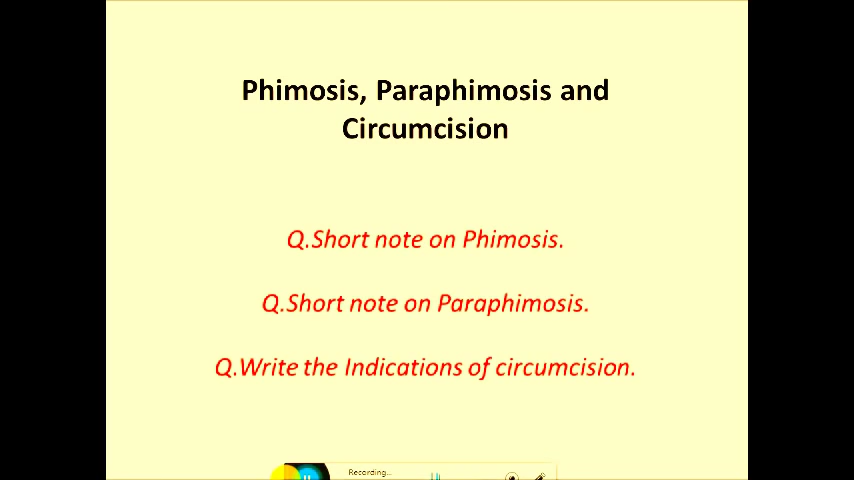 Phimosis, Paraphimosis and
Circumcision
Q.Short note on Phimosis.
Q.Short note on Paraphimosis.
Q.Write the Indications of circumcision.
Recording...